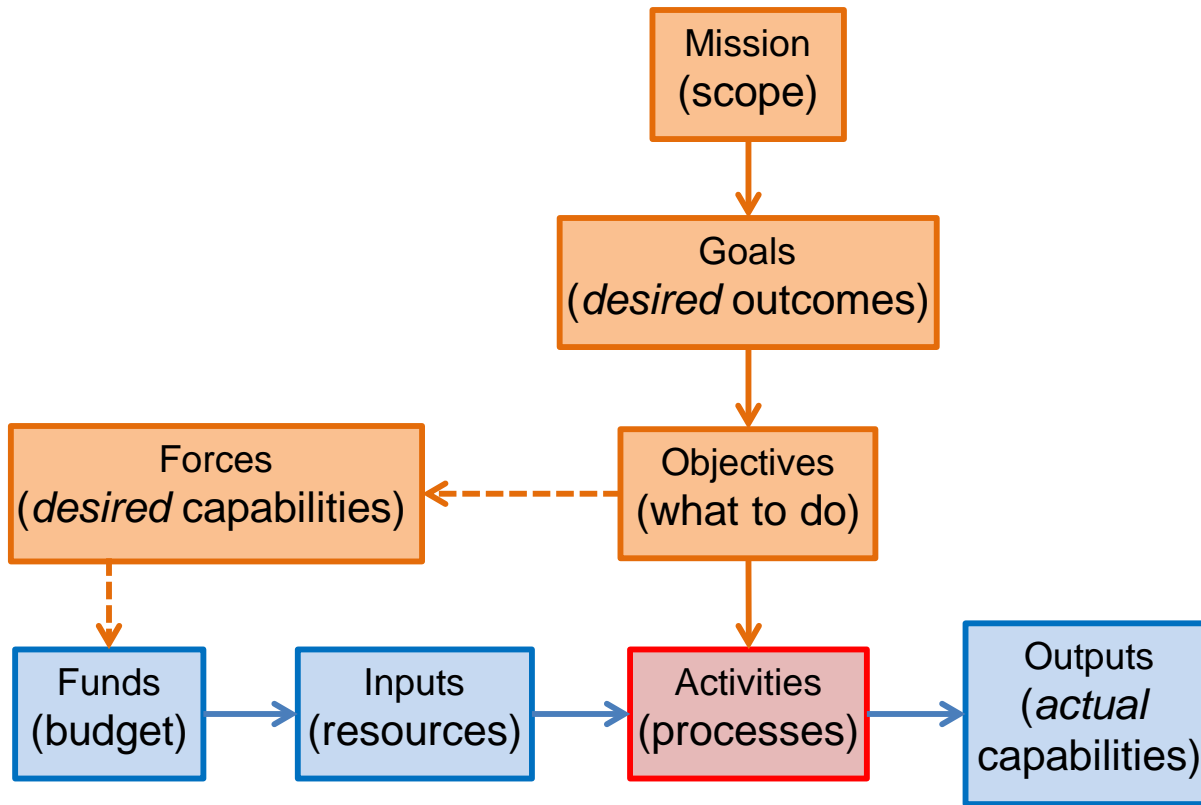 Mission
(scope)
Goals
(desired outcomes)
Forces
(desired capabilities)
Objectives
(what to do)
Funds
(budget)
Inputs
(resources)
Activities
(processes)
Outputs
(actual
capabilities)